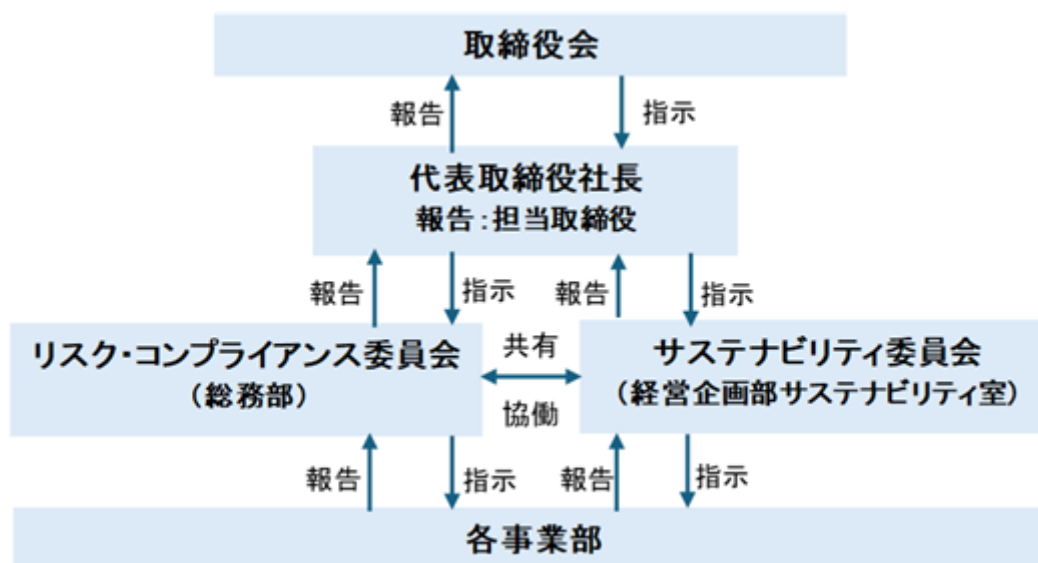 取締役会
報告
指示
代表取締役社長
報告：担当取締役
報告
指示
報告
指示
リスク・コンプライアンス委員会
（総務部）
共有
協働
サステナビリティ委員会
（経営企画部サステナビリティ室）
報告
指示
報告
指示
各事業部